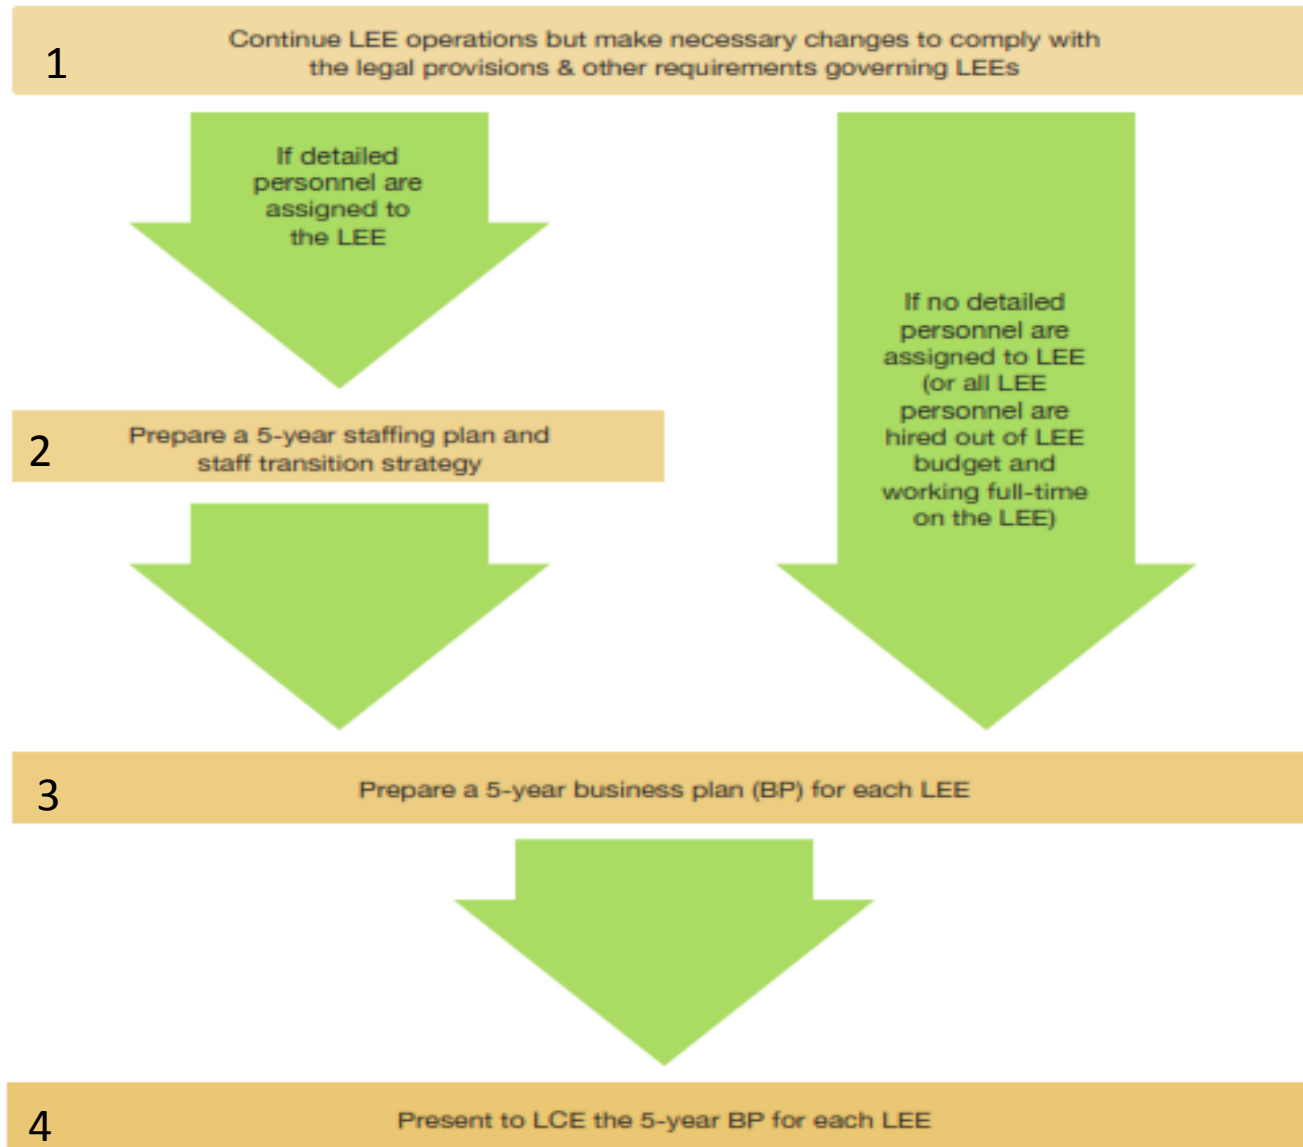 1
Continue LEE operations but make necessary changes to comply with
the legal provisions & other requirements governing LEEs
If detailed
personnel are
assigned to
the LEE
If no detailed
personnel are
assigned to LEE
(or all LEE
personnel are
hired out of LEE
budget and
working full-time
on the LEE)
2
Prepare a 5-year staffing plan and
staff transition strategy
3
Prepare a 5-year business plan (BP) for each LEE
4
Present to LCE the 5-year BP for each LEE